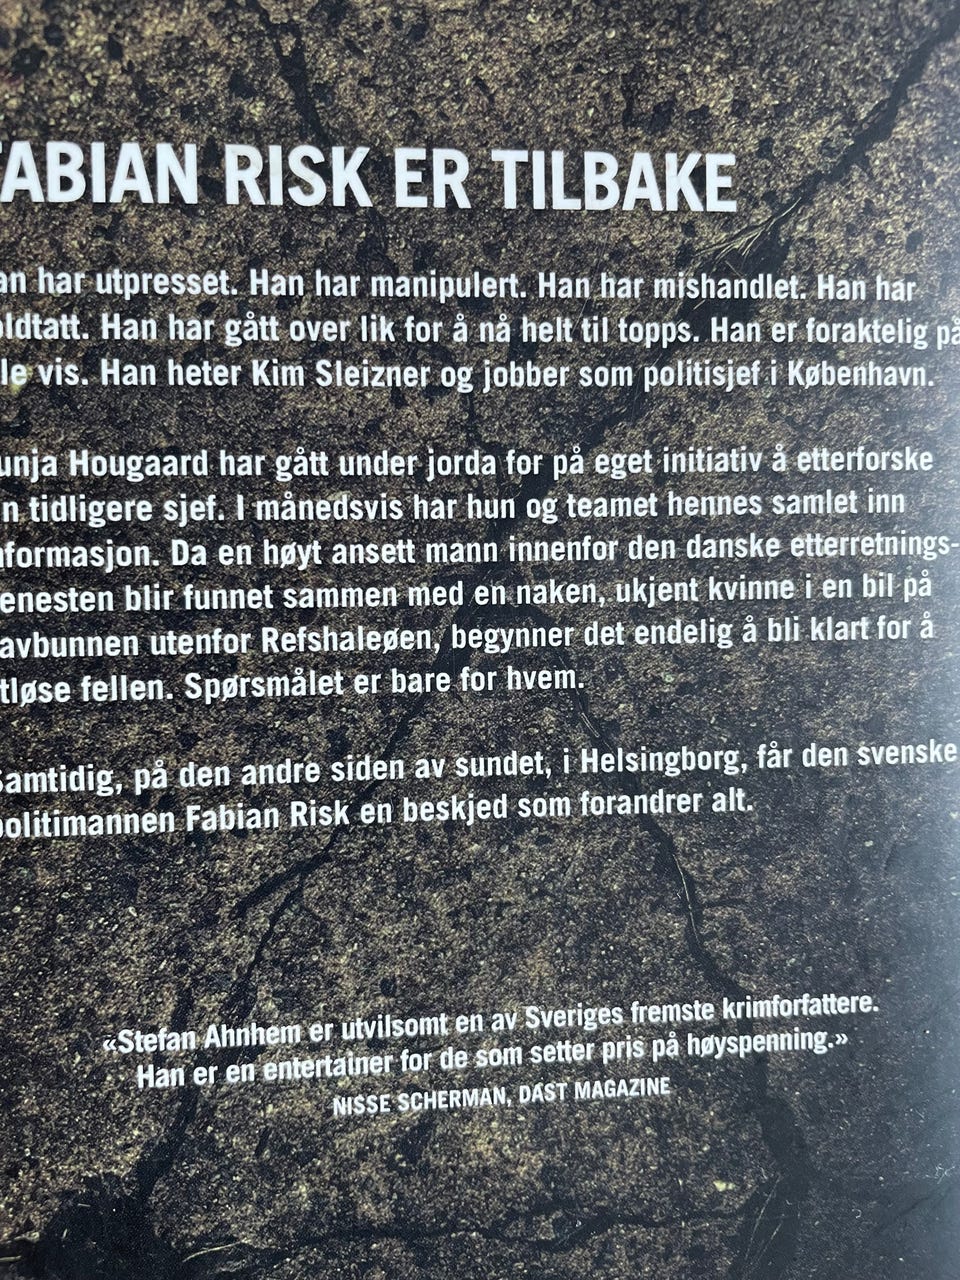 FABIAN RISK ER TILBAKE
an har utpresset. Han har manipulert. Han har mishandlet. Han har
oldtatt. Han har gått over lik for å nå helt til topps. Han er foraktelig på
lle vis. Han heter Kim Sleizner og jobber som politisjef i København.
unja Hougaard har gått under jorda for på eget initiativ å etterforske
in tidligere sjef. I månedsvis har hun og teamet hennes samlet inn
nformasjon. Da en høyt ansett mann innenfor den danske etterretnings-
enesten blir funnet sammen med en naken, ukjent kvinne i en bil på
avbunnen utenfor Refshaleøen, begynner det endelig å bli klart for å
tløse fellen. Spørsmålet er bare for hvem.
Samtidig, på den andre siden av sundet, i Helsingborg, får den svenske
politimannen Fabian Risk en beskjed som forandrer alt.
«Stefan Ahnhem er utvilsomt en av Sveriges fremste krimforfattere.
Han er en entertainer for de som setter pris på høyspenning.»
NISSE SCHERMAN, DAST MAGAZINE